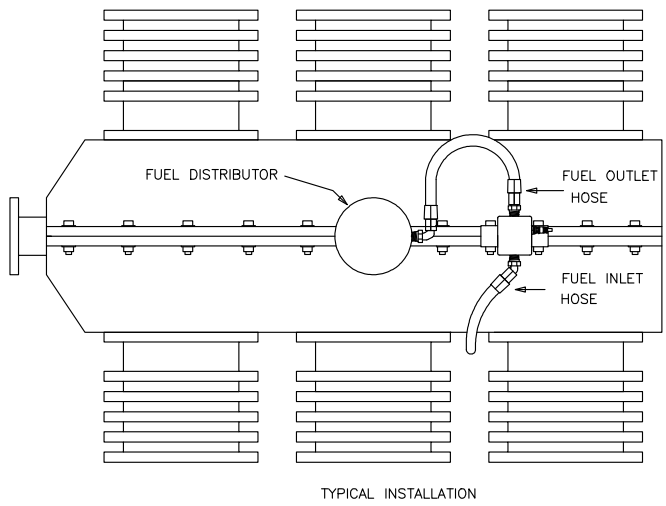 FUEL DISTRIBUTOR
FUEL OUTLET
HOSE
FUEL INLET
HOSE
TYPICAL INSTALLATION